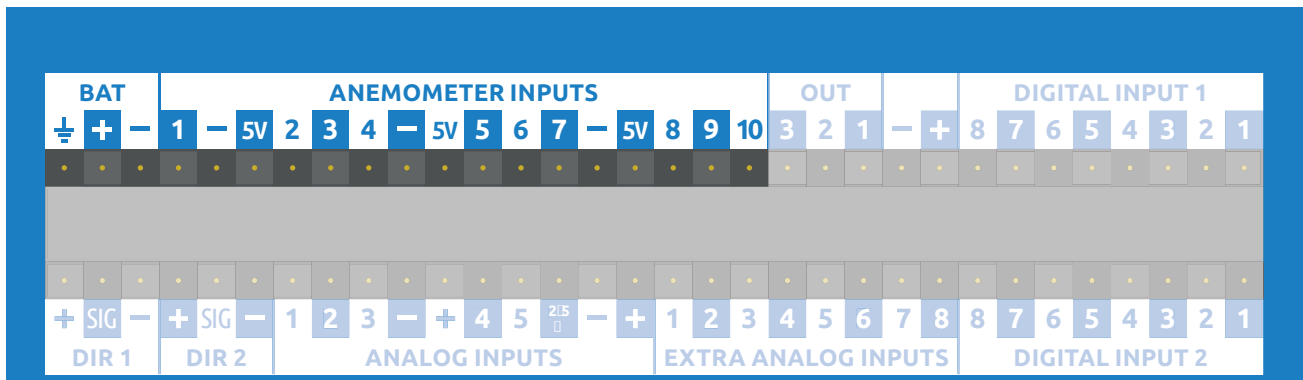 BAT ANEMOMETER INPUTS OUT DIGITAL INPUT 1
+ − 1 − 5V 2 3 4 − 5V 5 6 7 − 5V 8 9 10 3 2 1 − + 8 7 6 5 4 3 2 1
+ SIG − + SIG − 1 2 3 − + 4 5 − + 1 2 3 4 5 6 7 8 8 7 6 5 4 3 2 1
DIR 1 DIR 2 ANALOG INPUTS EXTRA ANALOG INPUTS DIGITAL INPUT 2